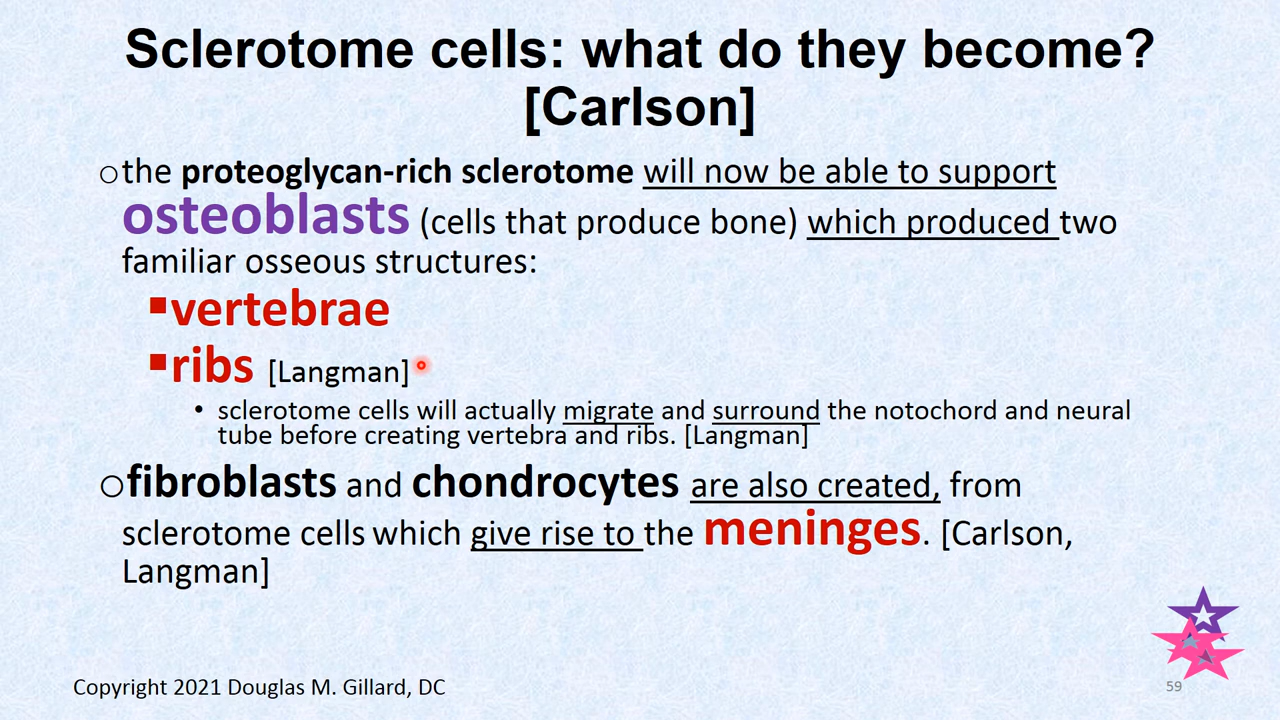 Sclerotome cells: what do they become?
[Carlson]
the proteoglycan-rich sclerotome will now be able to support
osteoblasts (cells that produce bone) which produced two
familiar osseous structures:
vertebrae
ribs [Langman]
sclerotome cells will actually migrate and surround the notochord and neural
tube before creating vertebra and ribs. [Langman]
fibroblasts and chondrocytes are also created, from
sclerotome cells which give rise to the meninges. [Carlson,
Langman]
Copyright 2021 Douglas M. Gillard, DC
59